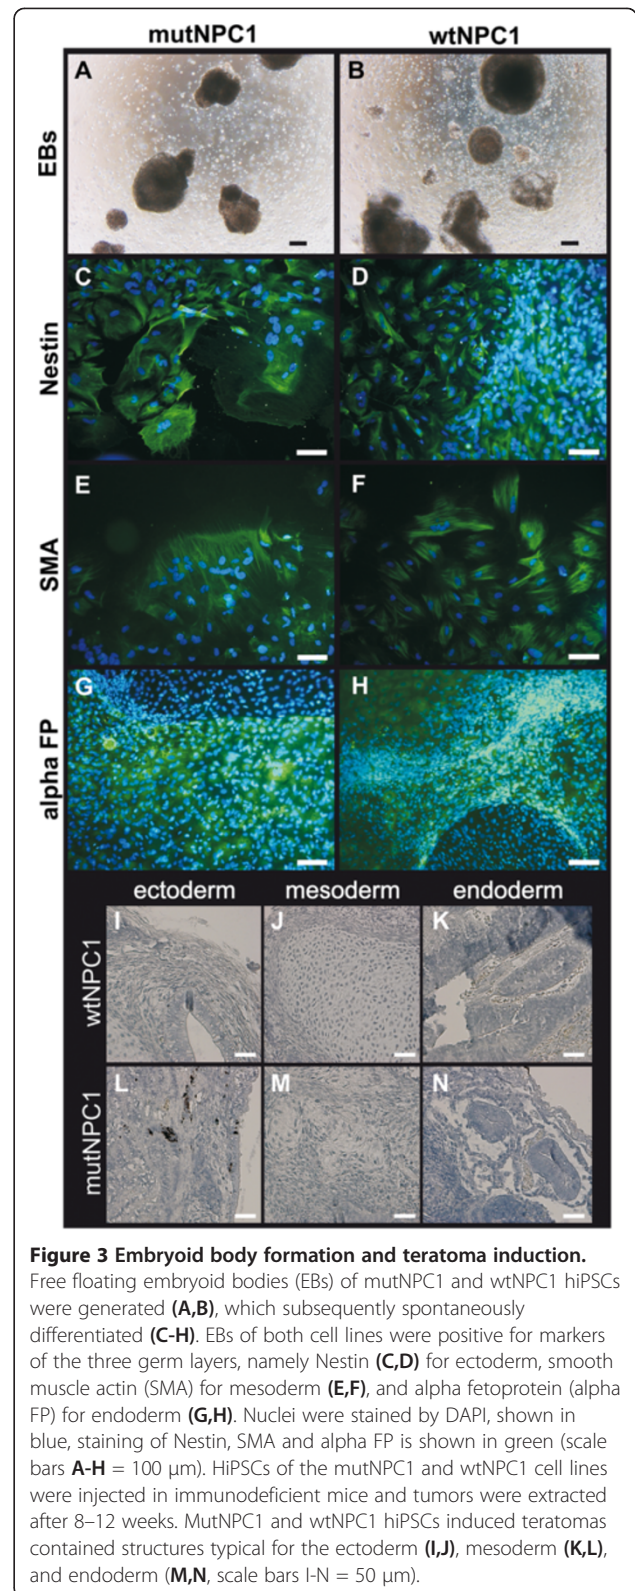 mutNPC1 wtNPC1
A B
EBs
C D
Nestin
E F
SMA
G H
alpha FP
ectoderm mesoderm endoderm
I J K
wtNPC1
L M N
mutNPC1
Figure 3 Embryoid body formation and teratoma induction.
Free floating embryoid bodies (EBs) of mutNPC1 and wtNPC1 hiPSCs
were generated (A,B), which subsequently spontaneously
differentiated (C-H). EBs of both cell lines were positive for markers
of the three germ layers, namely Nestin (C,D) for ectoderm, smooth
muscle actin (SMA) for mesoderm (E,F), and alpha fetoprotein (alpha
FP) for endoderm (G,H). Nuclei were stained by DAPI, shown in
blue, staining of Nestin, SMA and alpha FP is shown in green (scale
bars A-H = 100 μm). HiPSCs of the mutNPC1 and wtNPC1 cell lines
were injected in immunodeficient mice and tumors were extracted
after 8–12 weeks. MutNPC1 and wtNPC1 hiPSCs induced teratomas
contained structures typical for the ectoderm (I,J), mesoderm (K,L),
and endoderm (M,N, scale bars I-N = 50 μm).